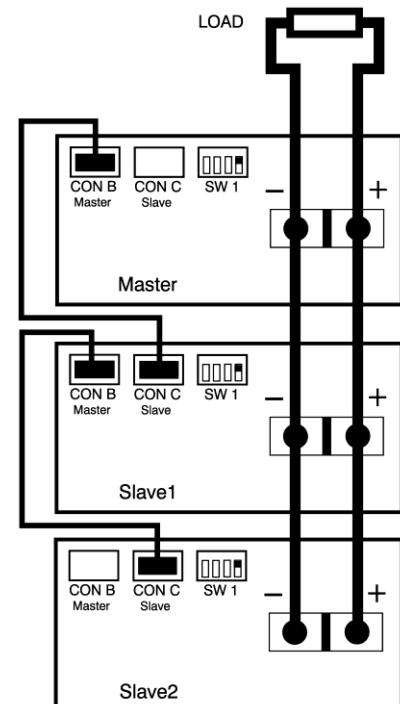 LOAD
CON B CON C SW 1
Master Slave
− +
Master
CON B CON C SW 1
Master Slave
− +
Slave1
CON B CON C SW 1
Master Slave
− +
Slave2